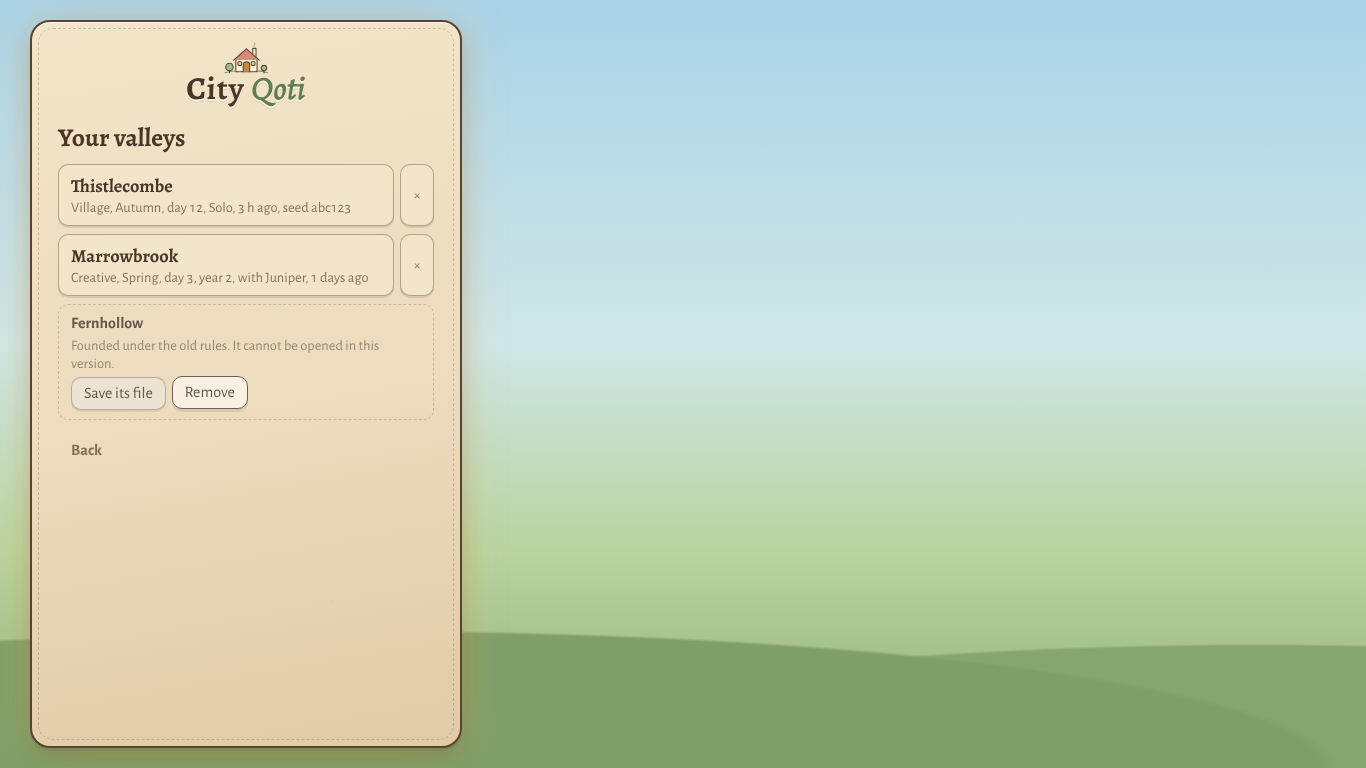 City Qoti
Your valleys
Thistlecombe
Village, Autumn, day 12, Solo, 3 h ago, seed abc123
×
Marrowbrook
Creative, Spring, day 3, year 2, with Juniper, 1 days ago
×
Fernhollow
Founded under the old rules. It cannot be opened in this
version.
Save its file
Remove
Back